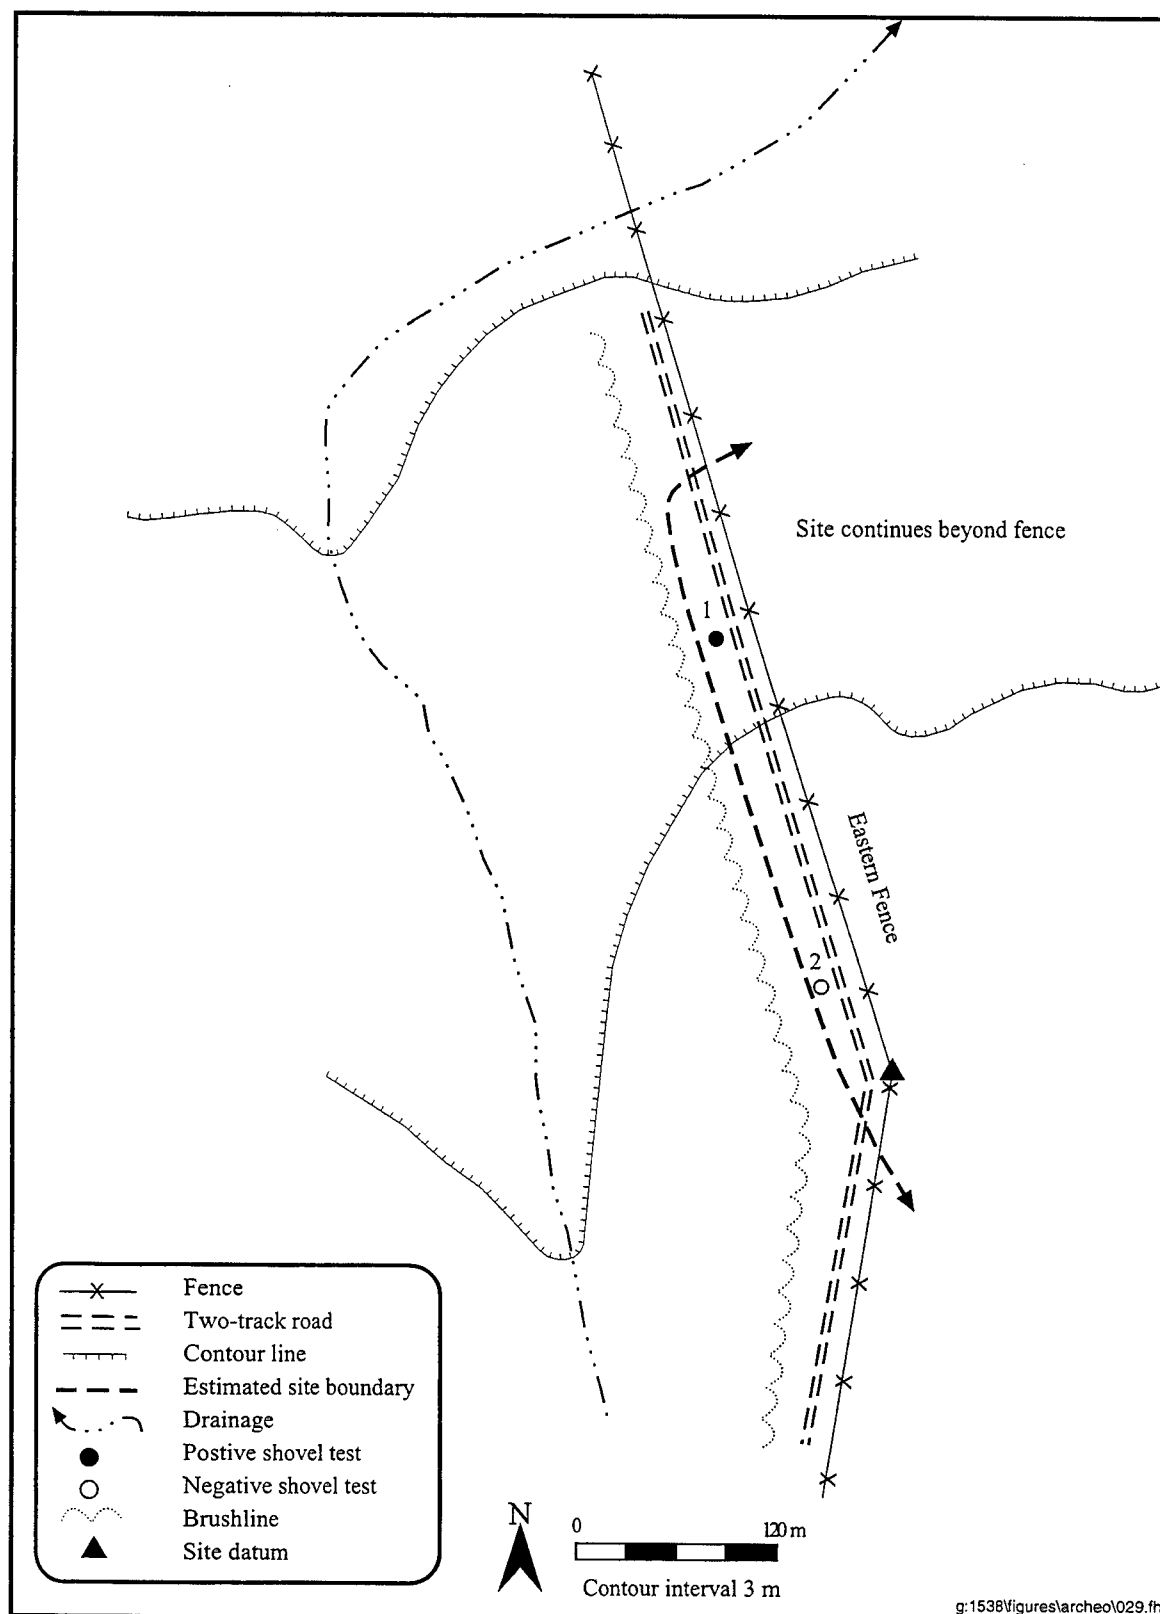 Site continues beyond fence
1
Eastern Fence
2
Fence
Two-track road
Contour line
Estimated site boundary
Drainage
Postive shovel test
Negative shovel test
Brushline
Site datum
N
0 120 m
Contour interval 3 m
g:1538\figures\archeo\029.fh